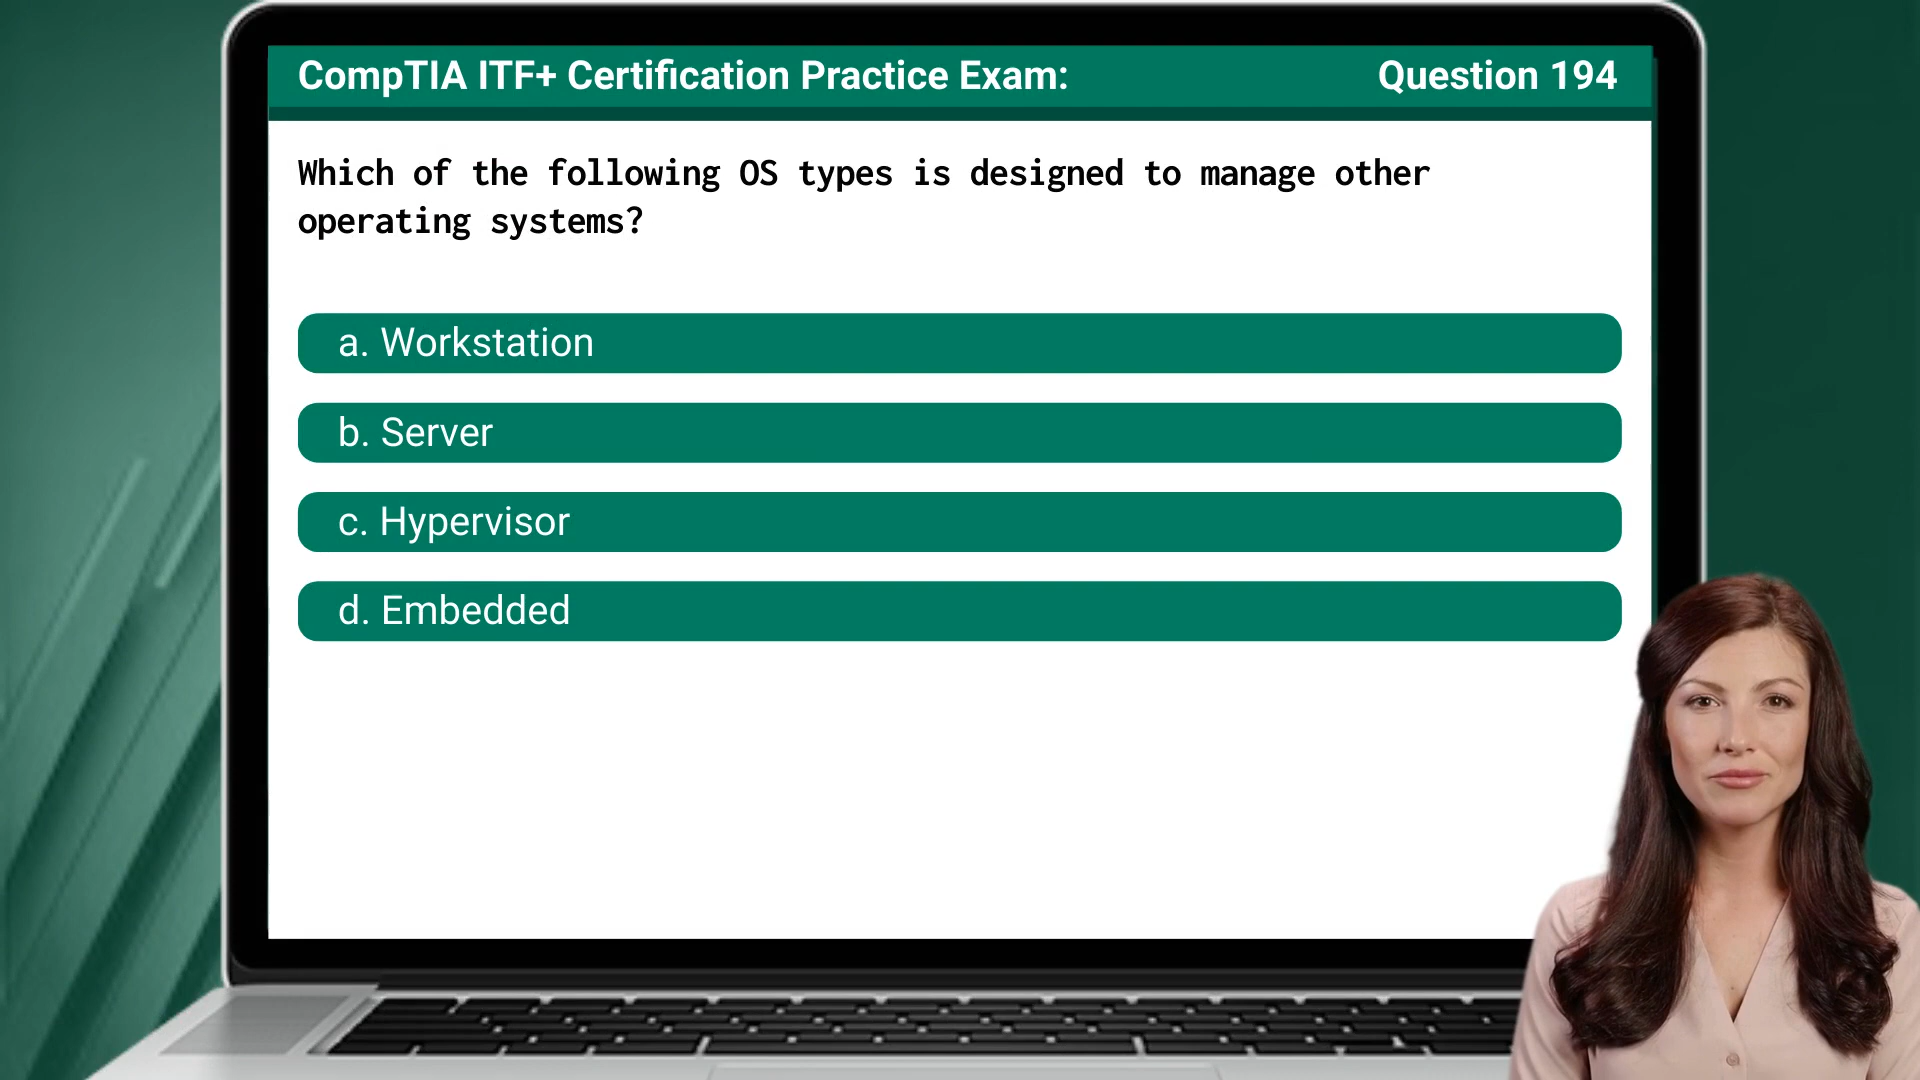 CompTIA ITF+ Certification Practice Exam: Question 194
Which of the following OS types is designed to manage other
operating systems?
a. Workstation
b. Server
c. Hypervisor
d. Embedded